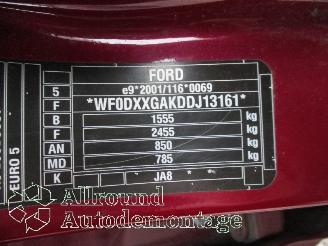 FORD
5 e9*2001/116*0069
F *WF0DXXGAKDDJ13161*
B 1555 kg
F 2455 kg
AN 850 kg
MD 785 kg
K JA8
EURO 5
Allround
Autodemontage